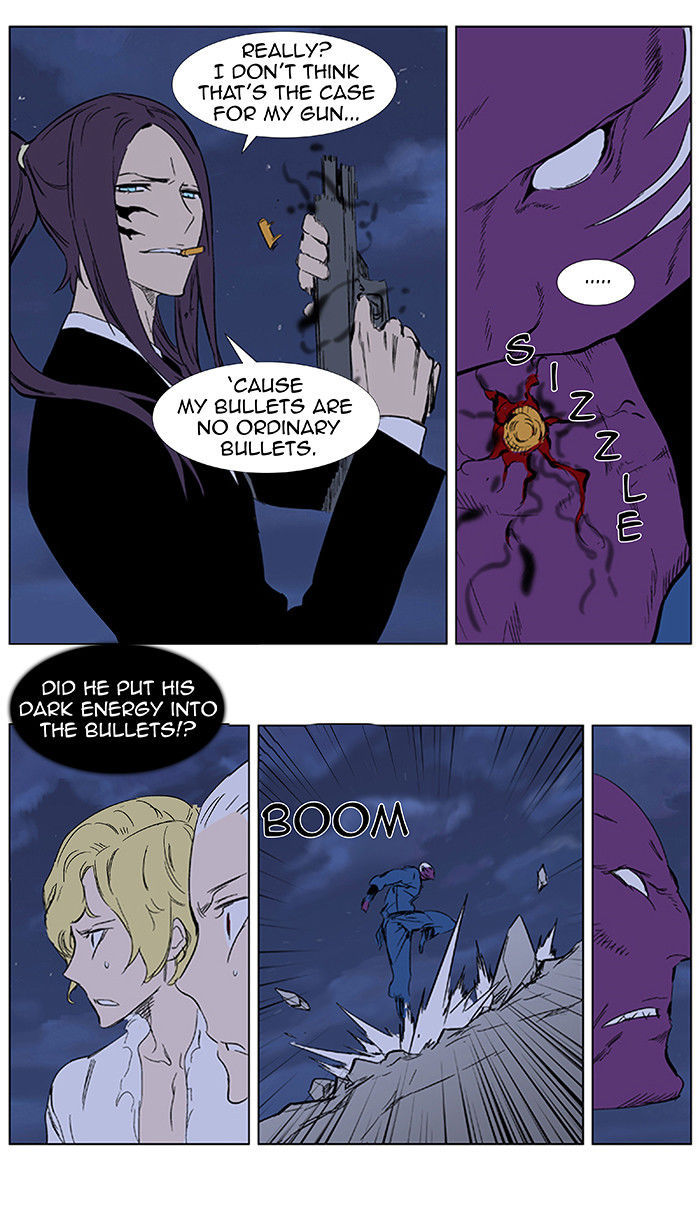 REALLY?
I DON'T THINK
THAT'S THE CASE
FOR MY GUN...
'CAUSE
MY BULLETS ARE
NO ORDINARY
BULLETS.
.....
SIZZLE
DID HE PUT HIS
DARK ENERGY INTO
THE BULLETS!?
BOOM